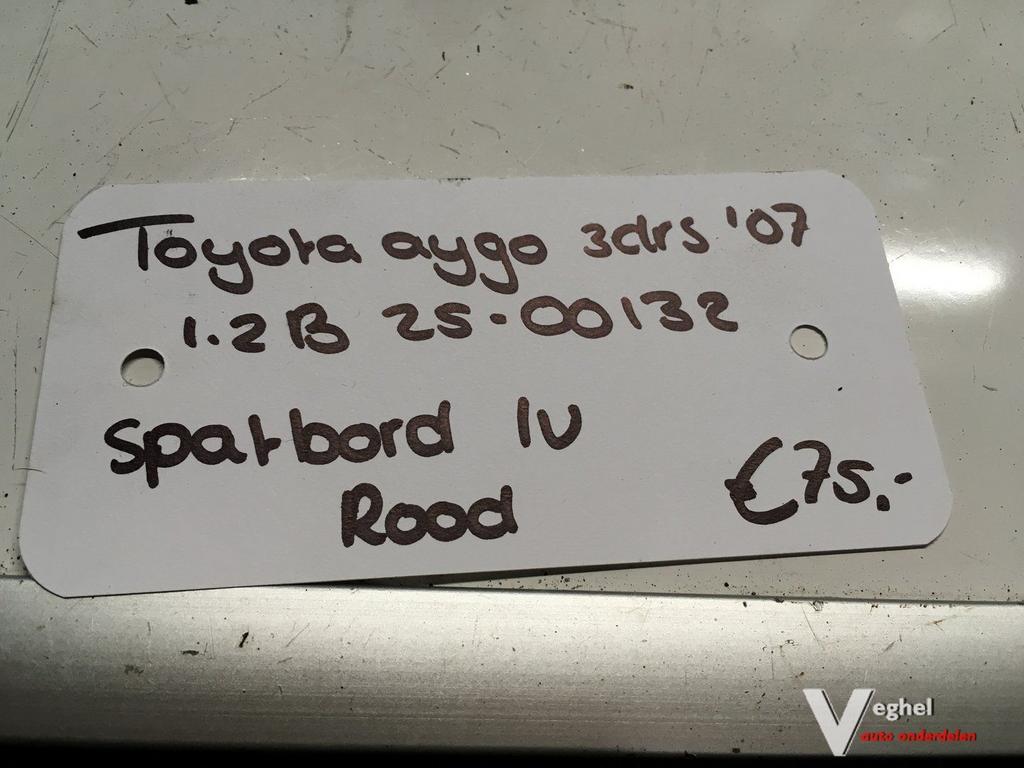 Toyota aygo 3drs '07
1.2B 25-00132
spatbord lv
Rood
€75,-
Veghel
auto onderdelen